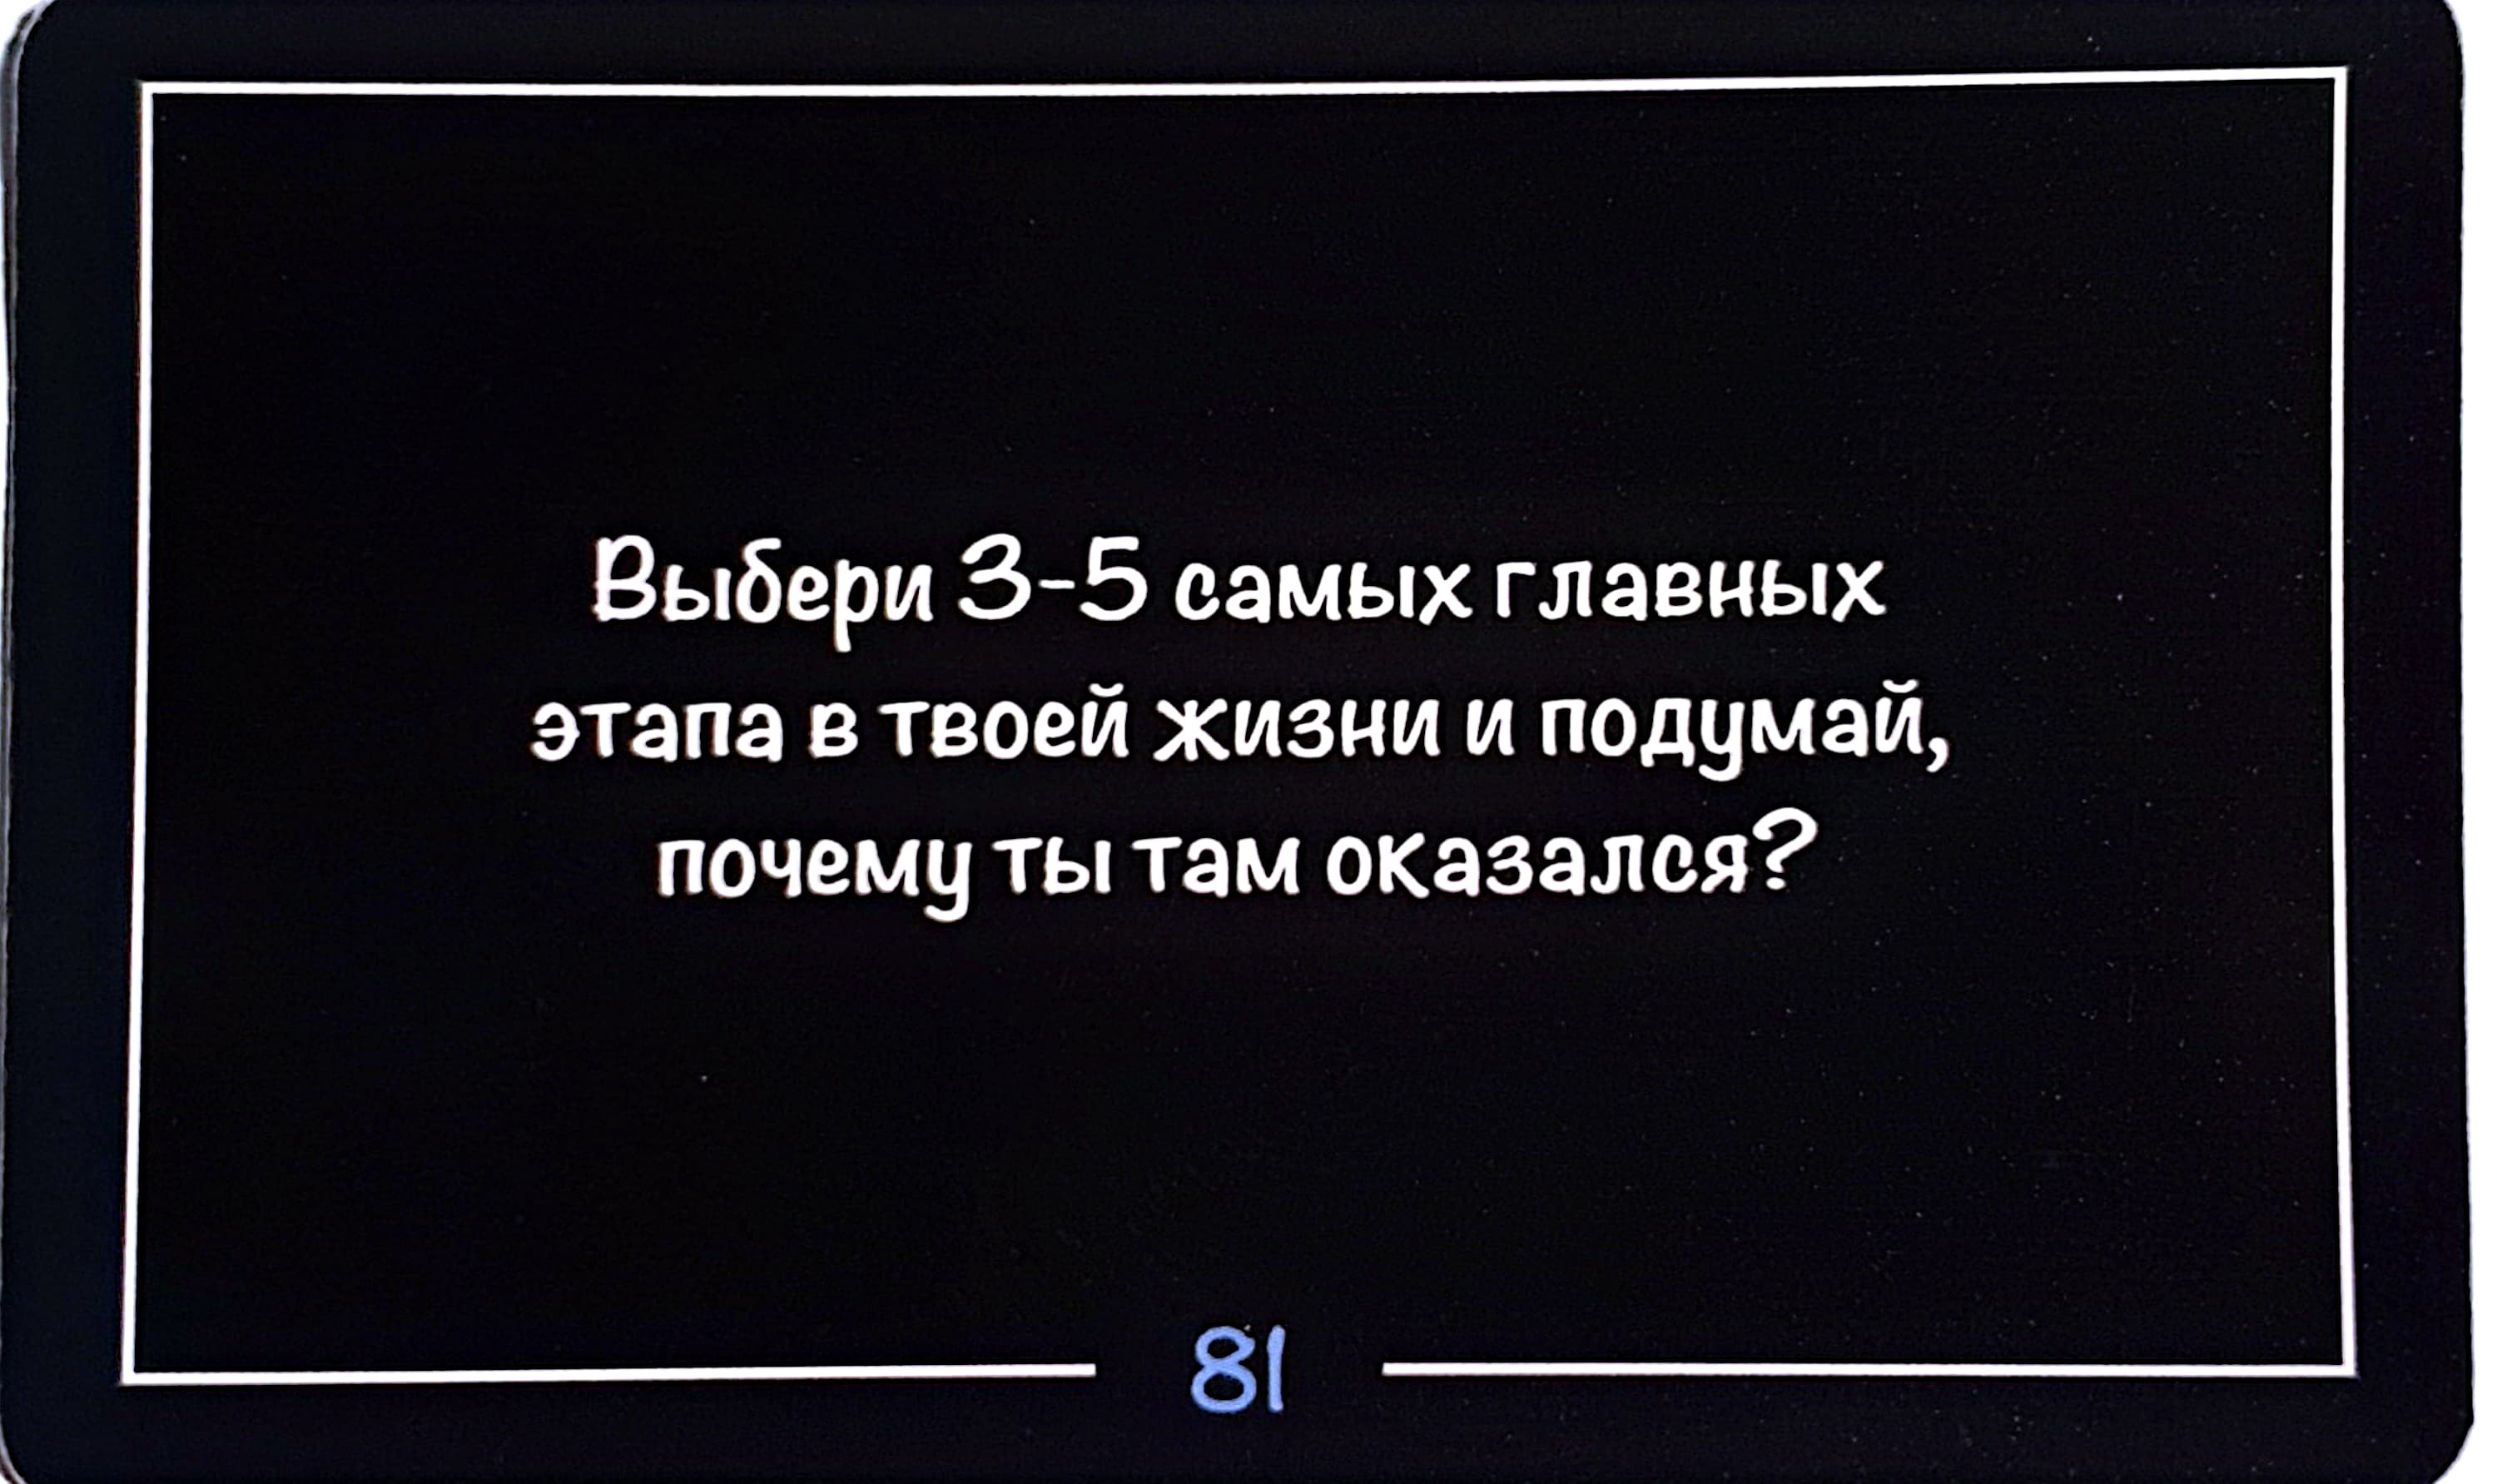 Выбери 3-5 самых главных
этапа в твоей жизни и подумай,
почему ты там оказался?
81